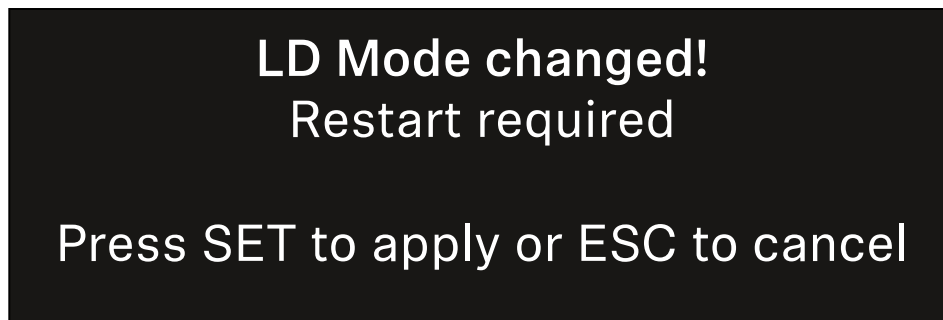 LD Mode changed!
Restart required
Press SET to apply or ESC to cancel